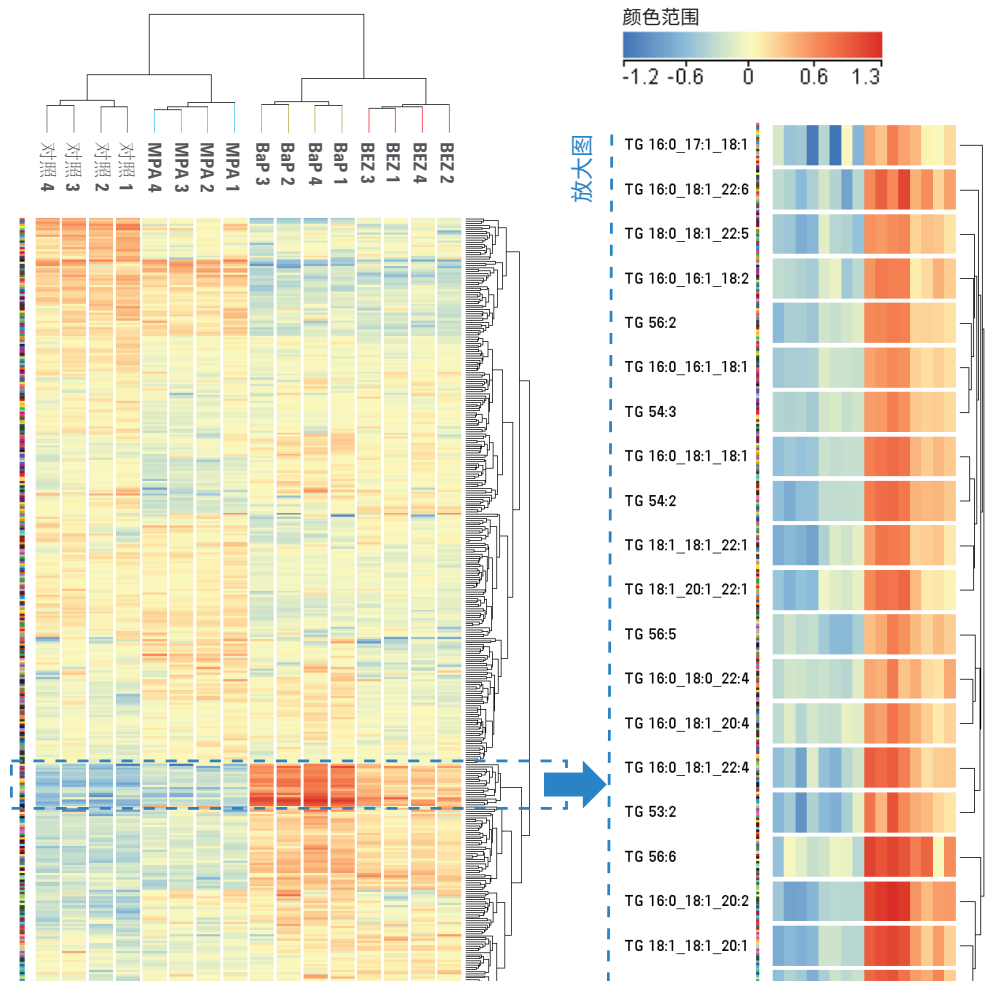 颜色范围
-1.2 -0.6 0 0.6 1.3
对照 4
对照 3
对照 2
对照 1
MPA 4
MPA 3
MPA 2
MPA 1
BaP 3
BaP 2
BaP 4
BaP 1
BEZ 3
BEZ 1
BEZ 4
BEZ 2
放大图
TG 16:0_17:1_18:1
TG 16:0_18:1_22:6
TG 18:0_18:1_22:5
TG 16:0_16:1_18:2
TG 56:2
TG 16:0_16:1_18:1
TG 54:3
TG 16:0_18:1_18:1
TG 54:2
TG 18:1_18:1_22:1
TG 18:1_20:1_22:1
TG 56:5
TG 16:0_18:0_22:4
TG 16:0_18:1_20:4
TG 16:0_18:1_22:4
TG 53:2
TG 56:6
TG 16:0_18:1_20:2
TG 18:1_18:1_20:1